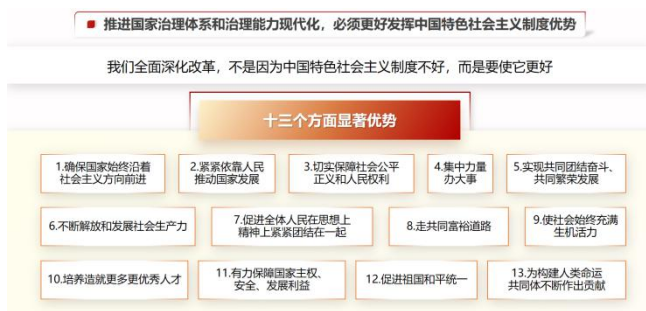 推进国家治理体系和治理能力现代化，必须更好发挥中国特色社会主义制度优势
我们全面深化改革，不是因为中国特色社会主义制度不好，而是要使它更好
十三个方面显著优势
1.确保国家始终沿着
社会主义方向前进
2.紧紧依靠人民
推动国家发展
3.切实保障社会公平
正义和人民权利
4.集中力量
办大事
5.实现共同团结奋斗、
共同繁荣发展
6.不断解放和发展社会生产力
7.促进全体人民在思想上
精神上紧紧团结在一起
8.走共同富裕道路
9.使社会始终充满
生机活力
10.培养造就更多更优秀人才
11.有力保障国家主权、
安全、发展利益
12.促进祖国和平统一
13.为构建人类命运
共同体不断作出贡献